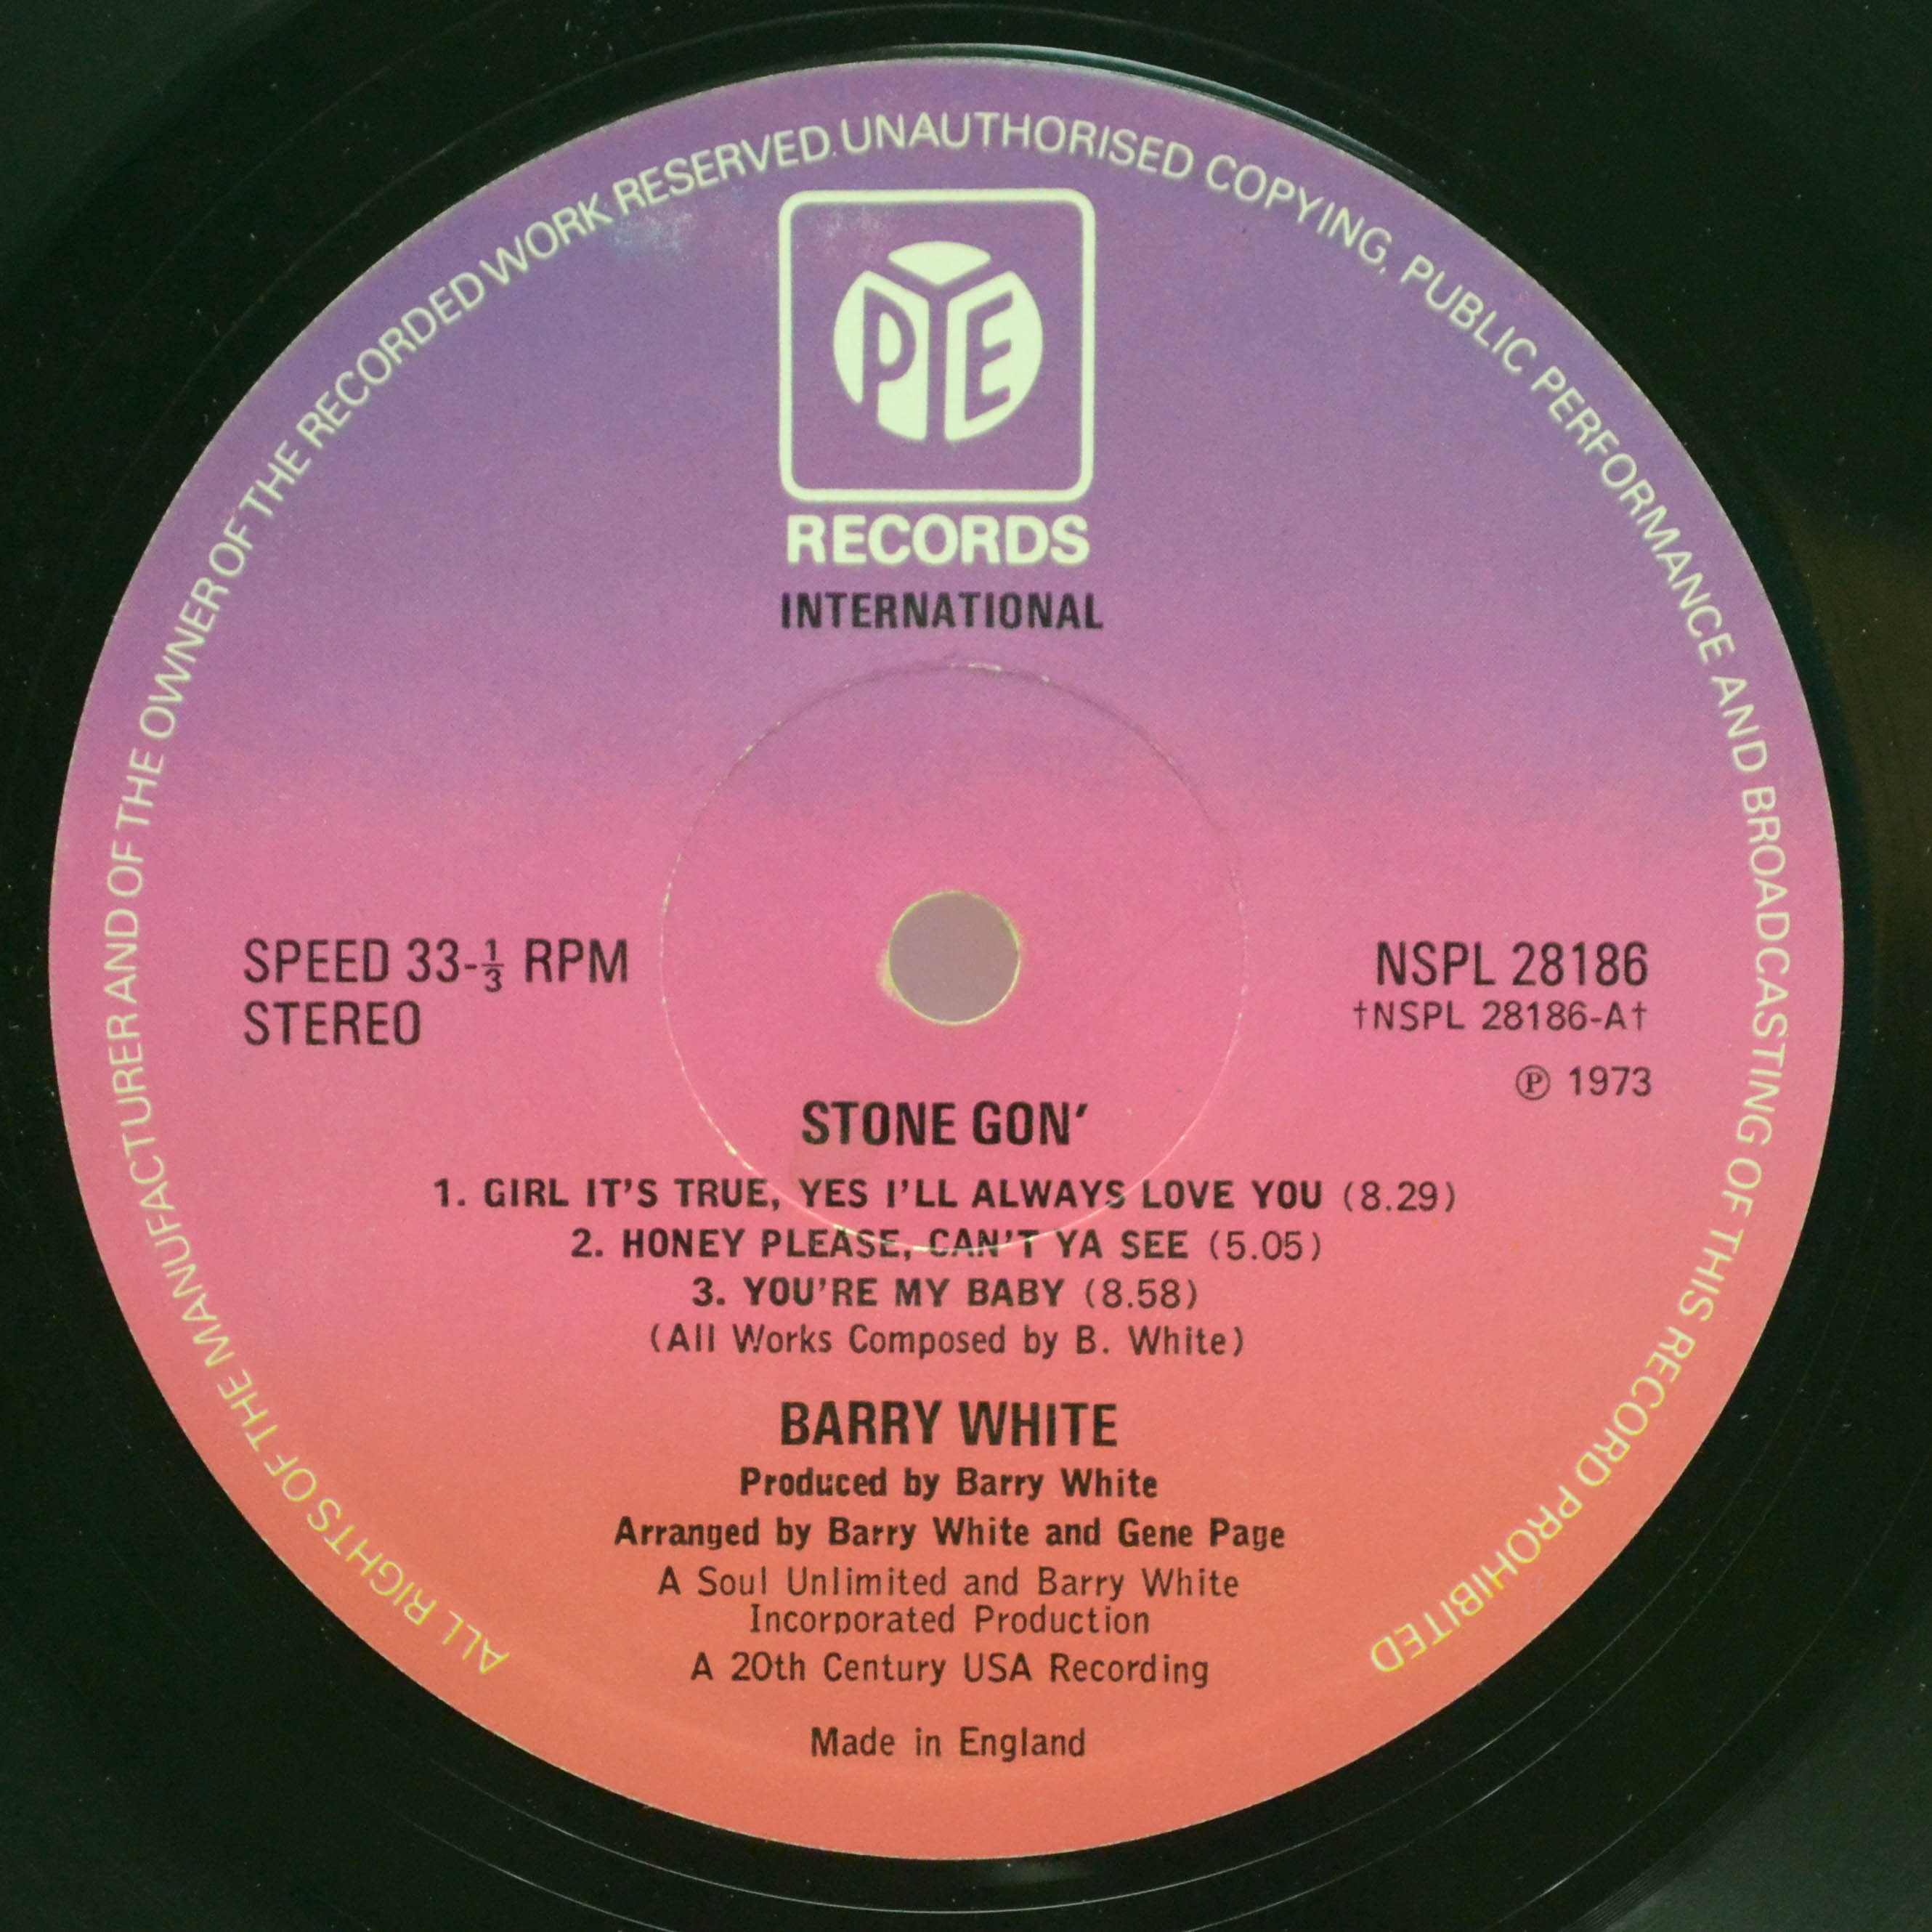 ALL RIGHTS OF THE MANUFACTURER AND OF THE OWNER OF THE RECORDED WORK RESERVED. UNAUTHORISED COPYING, PUBLIC PERFORMANCE AND BROADCASTING OF THIS RECORD PROHIBITED
PYE
RECORDS
INTERNATIONAL
SPEED 33-⅓ RPM
STEREO
NSPL 28186
†NSPL 28186-A†
℗ 1973
STONE GON'
1. GIRL IT'S TRUE, YES I'LL ALWAYS LOVE YOU (8.29)
2. HONEY PLEASE, CAN'T YA SEE (5.05)
3. YOU'RE MY BABY (8.58)
(All Works Composed by B. White)
BARRY WHITE
Produced by Barry White
Arranged by Barry White and Gene Page
A Soul Unlimited and Barry White
Incorporated Production
A 20th Century USA Recording
Made in England